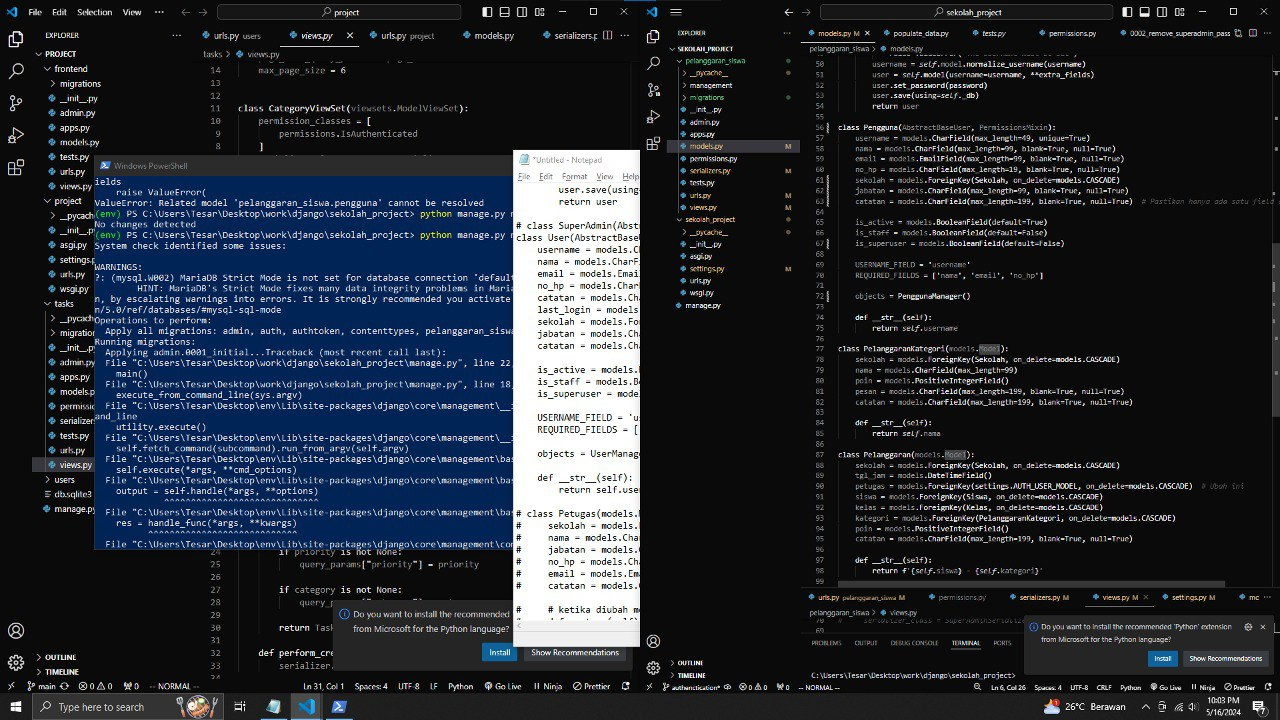 File Edit Selection View ··· project
EXPLORER
PROJECT
frontend
migrations
__init__.py
admin.py
apps.py
models.py
tests.py
urls.py
views.py
project
asgi.py
urls.py
wsgi.py
tasks
__init__.py
admin.py
apps.py
tests.py
urls.py
views.py
users
db.sqlite3
manage.py
OUTLINE
TIMELINE
urls.py users views.py urls.py project models.py
tasks > views.py
14 max_page_size = 6
13
12 class CategoryViewSet(viewsets.ModelViewSet):
11 permission_classes = [
10 permissions.IsAuthenticated
9 ]
Windows PowerShell
ields
raise ValueError(
ValueError: Related model 'pelanggaran_siswa.pengguna' cannot be resolved
(env) PS C:\Users\Tesar\Desktop\work\django\sekolah_project> python manage.py
No changes detected
(env) PS C:\Users\Tesar\Desktop\work\django\sekolah_project> python manage.py
System check identified some issues:
WARNINGS:
?: (mysql.W002) MariaDB Strict Mode is not set for database connection 'default
HINT: MariaDB's Strict Mode fixes many data integrity problems in Maria
n, by escalating warnings into errors. It is strongly recommended you activate
n/5.0/ref/databases/#mysql-sql-mode
Operations to perform:
Apply all migrations: admin, auth, authtoken, contenttypes, pelanggaran_siswa
Running migrations:
Applying admin.0001_initial...Traceback (most recent call last):
File "C:\Users\Tesar\Desktop\work\django\sekolah_project\manage.py", line 22,
main()
File "C:\Users\Tesar\Desktop\work\django\sekolah_project\manage.py", line 18,
execute_from_command_line(sys.argv)
File "C:\Users\Tesar\Desktop\env\Lib\site-packages\django\core\management\__i
and_line
utility.execute()
File "C:\Users\Tesar\Desktop\env\Lib\site-packages\django\core\management\__i
self.fetch_command(subcommand).run_from_argv(self.argv)
File "C:\Users\Tesar\Desktop\env\Lib\site-packages\django\core\management\bas
self.execute(*args, **cmd_options)
File "C:\Users\Tesar\Desktop\env\Lib\site-packages\django\core\management\bas
output = self.handle(*args, **options)
^^^^^^^^^^^^^^^^^^^^^^^^^^^^^
File "C:\Users\Tesar\Desktop\env\Lib\site-packages\django\core\management\bas
res = handle_func(*args, **kwargs)
^^^^^^^^^^^^^^^^^^^^^^^^^^^^
File "C:\Users\Tesar\Desktop\env\Lib\site-packages\django\core\management\com
24 if priority is not None:
25 query_params["priority"] = priority
26
27 if category is not None:
28
29
30
31
32 def perform_cre
33 serializer.
34
*Untitled - Notepad
File Edit Format View Help
user.save(using=
return user
# class SuperAdmin(Abst
class User(AbstractBase
username = models.
nama = models.
email = models.
no_hp = models.
catatan = models.
last_login = models.
sekolah = models.
jabatan = models.
catatan = models.
is_active = models.
is_staff = models.
is_superuser = model
USERNAME_FIELD = 'us
REQUIRED_FIELDS = [
objects = UserManage
def __str__(self):
return self.user
# class Petugas(models.M
# sekolah = models.
# nama = models.
# jabatan = models.
# no_hp = models.
# email = models.
# catatan = models.
# # ketika diubah
Do you want to install the recommended
from Microsoft for the Python language?
Install Show Recommendations
main 0 0 0 -- NORMAL -- Ln 31, Col 1 Spaces: 4 UTF-8 LF Python Go Live Ninja Prettier
sekolah_project
EXPLORER
SEKOLAH_PROJECT
pelanggaran_siswa
__pycache__
management
migrations
__init__.py
admin.py
apps.py
models.py M
permissions.py
serializers.py M
tests.py
urls.py M
views.py M
sekolah_project
__pycache__
__init__.py
asgi.py
settings.py M
urls.py
wsgi.py
manage.py
OUTLINE
TIMELINE
models.py M populate_data.py tests.py permissions.py 0002_remove_superadmin_pass
pelanggaran_siswa > models.py
50
51 user = self.model(username=username, **extra_fields)
52 user.set_password(password)
53 user.save(using=self._db)
54 return user
55
56 class Pengguna(AbstractBaseUser, PermissionsMixin):
57 username = models.CharField(max_length=49, unique=True)
58 nama = models.CharField(max_length=99, blank=True, null=True)
59 email = models.EmailField(max_length=99, blank=True, null=True)
60 no_hp = models.CharField(max_length=19, blank=True, null=True)
61 sekolah = models.ForeignKey(Sekolah, on_delete=models.CASCADE)
62 jabatan = models.CharField(max_length=99, blank=True, null=True)
63 catatan = models.CharField(max_length=199, blank=True, null=True) # Pastikan hanya ada satu field
64
65 is_active = models.BooleanField(default=True)
66 is_staff = models.BooleanField(default=False)
67 is_superuser = models.BooleanField(default=False)
68
69 USERNAME_FIELD = 'username'
70 REQUIRED_FIELDS = ['nama', 'email', 'no_hp']
71
72 objects = PenggunaManager()
73
74 def __str__(self):
75 return self.username
76
77 class PelanggaranKategori(models.Model):
78 sekolah = models.ForeignKey(Sekolah, on_delete=models.CASCADE)
79 nama = models.CharField(max_length=99)
80 poin = models.PositiveIntegerField()
81 pesan = models.CharField(max_length=199, blank=True, null=True)
82 catatan = models.CharField(max_length=199, blank=True, null=True)
83
84 def __str__(self):
85 return self.nama
86
87 class Pelanggaran(models.Model):
88 sekolah = models.ForeignKey(Sekolah, on_delete=models.CASCADE)
89 tgl_jam = models.DateTimeField()
90 petugas = models.ForeignKey(settings.AUTH_USER_MODEL, on_delete=models.CASCADE) # Ubah ini
91 siswa = models.ForeignKey(Siswa, on_delete=models.CASCADE)
92 kelas = models.ForeignKey(Kelas, on_delete=models.CASCADE)
93 kategori = models.ForeignKey(PelanggaranKategori, on_delete=models.CASCADE)
94 poin = models.PositiveIntegerField()
95 catatan = models.CharField(max_length=199, blank=True, null=True)
96
97 def __str__(self):
98 return f'{self.siswa} - {self.kategori}'
99
urls.py pelanggaran_siswa M permissions.py serializers.py M views.py M settings.py M
pelanggaran_siswa > views.py
69
PROBLEMS OUTPUT DEBUG CONSOLE TERMINAL PORTS
C:\Users\Tesar\Desktop\work\django\sekolah_project>
Do you want to install the recommended 'Python' extension
from Microsoft for the Python language?
Install Show Recommendations
authenctication* 0 0 0 -- NORMAL -- Ln 6, Col 26 Spaces: 4 UTF-8 CRLF Python Go Live Ninja Prettier
Type here to search
26°C Berawan
10:03 PM
5/16/2024